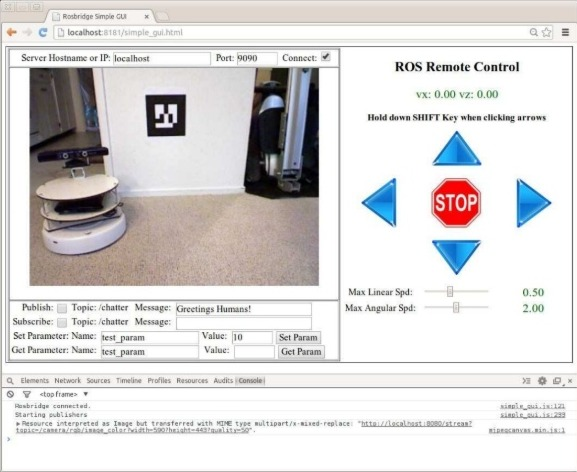 Rosbridge Simple GUI
localhost:8181/simple_gui.html
Server Hostname or IP: localhost Port: 9090 Connect:
ROS Remote Control
vx: 0.00 vz: 0.00
Hold down SHIFT Key when clicking arrows
STOP
Max Linear Spd: 0.50
Max Angular Spd: 2.00
Publish: Topic: /chatter Message: Greetings Humans!
Subscribe: Topic: /chatter Message:
Set Parameter: Name: test_param Value: 10 Set Param
Get Parameter: Name: test_param Value: Get Param
Elements Network Sources Timeline Profiles Resources Audits Console
<top frame>
Rosbridge connected. simple_gui.js:121
Starting publishers simple_gui.js:299
Resource interpreted as Image but transferred with MIME type multipart/x-mixed-replace: "http://localhost:8080/stream?
topic=/camera/rgb/image_color?width=590?height=443?quality=50". mjpegcanvas.min.js:1